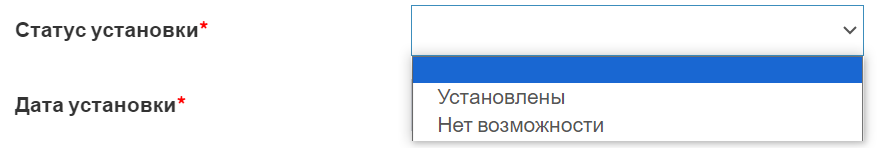 Статус установки*
Установлены
Дата установки*
Нет возможности